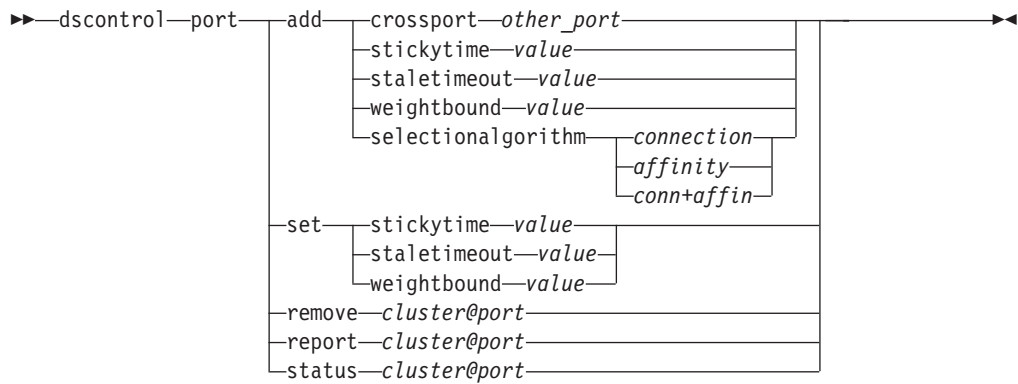 dscontrol port add crossport other_port
stickytime value
staletimeout value
weightbound value
selectionalgorithm connection
affinity
conn+affin
set stickytime value
staletimeout value
weightbound value
remove cluster@port
report cluster@port
status cluster@port